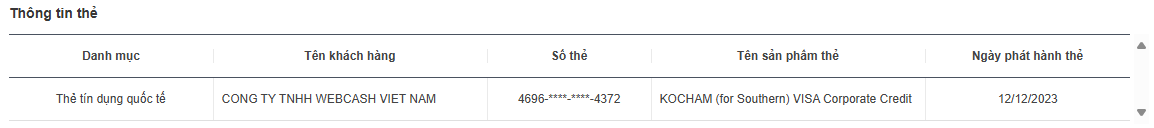 Thông tin thẻ
Danh mục Tên khách hàng Số thẻ Tên sản phẩm thẻ Ngày phát hành thẻ
Thẻ tín dụng quốc tế CONG TY TNHH WEBCASH VIET NAM 4696-****-****-4372 KOCHAM (for Southern) VISA Corporate Credit 12/12/2023